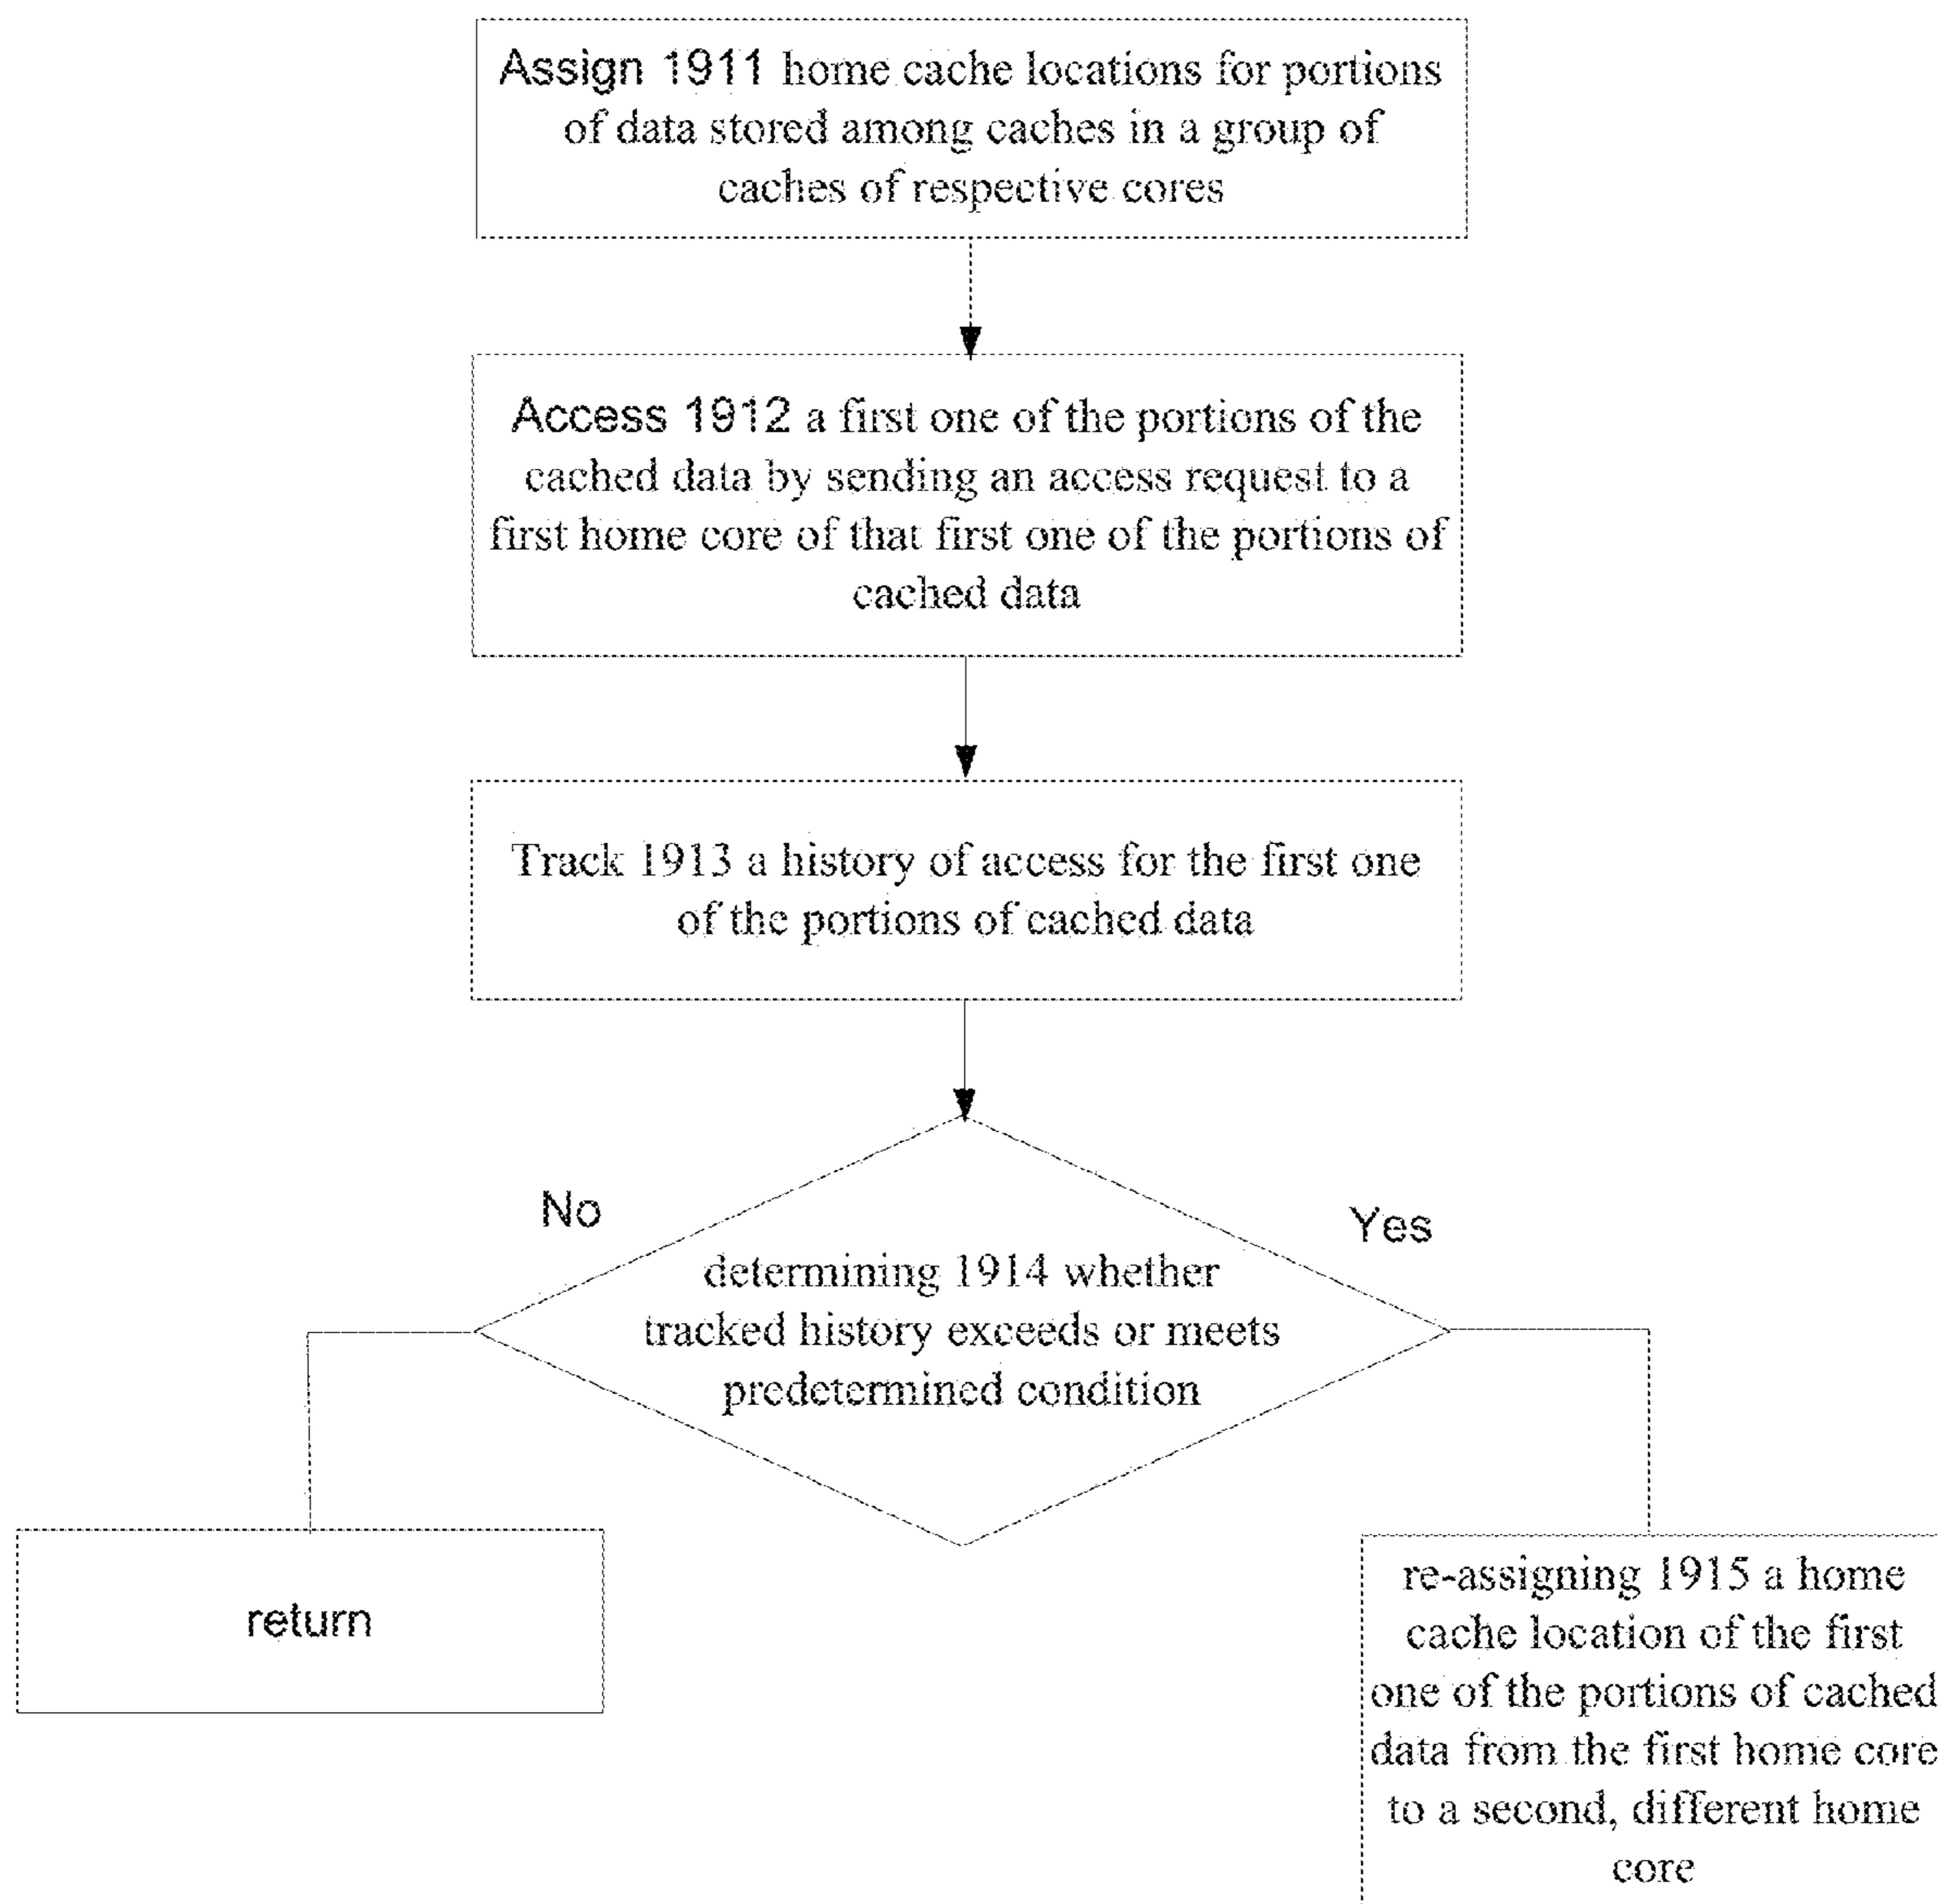 Assign 1911 home cache locations for portions
of data stored among caches in a group of
caches of respective cores
Access 1912 a first one of the portions of the
cached data by sending an access request to a
first home core of that first one of the portions of
cached data
Track 1913 a history of access for the first one
of the portions of cached data
No
Yes
determining 1914 whether
tracked history exceeds or meets
predetermined condition
return
re-assigning 1915 a home
cache location of the first
one of the portions of cached
data from the first home core
to a second, different home
core